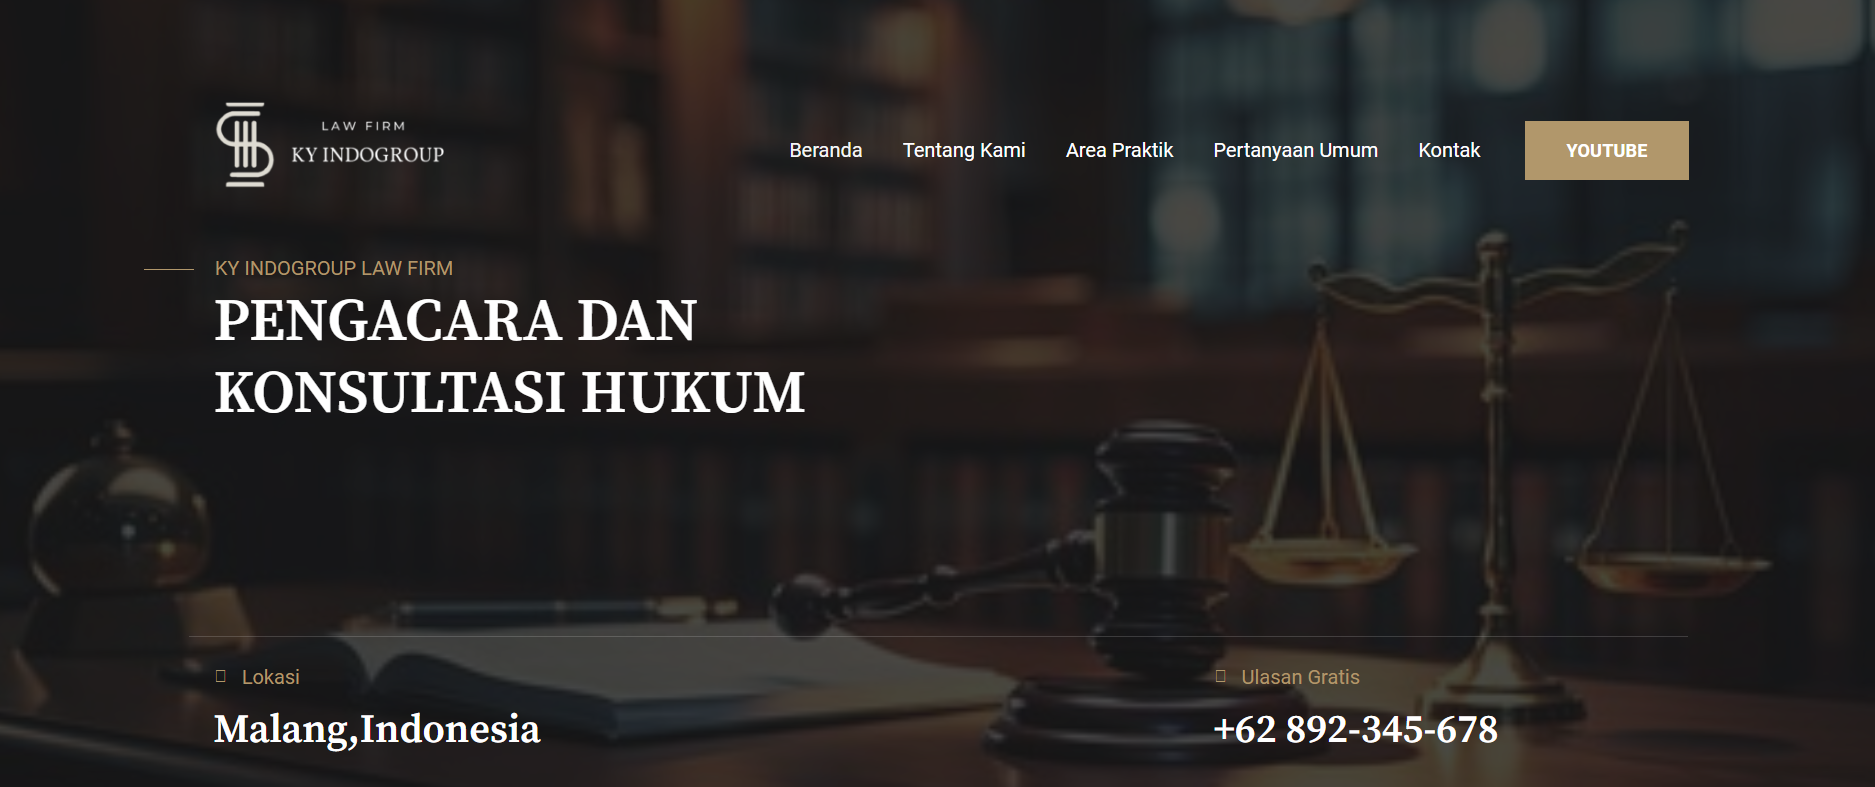 LAW FIRM
KY INDOGROUP
Beranda
Tentang Kami
Area Praktik
Pertanyaan Umum
Kontak
YOUTUBE
KY INDOGROUP LAW FIRM
PENGACARA DAN
KONSULTASI HUKUM
Lokasi
Malang,Indonesia
Ulasan Gratis
+62 892-345-678